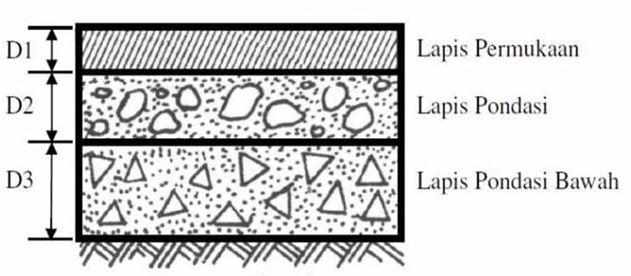 D1 Lapis Permukaan
D2 Lapis Pondasi
D3 Lapis Pondasi Bawah